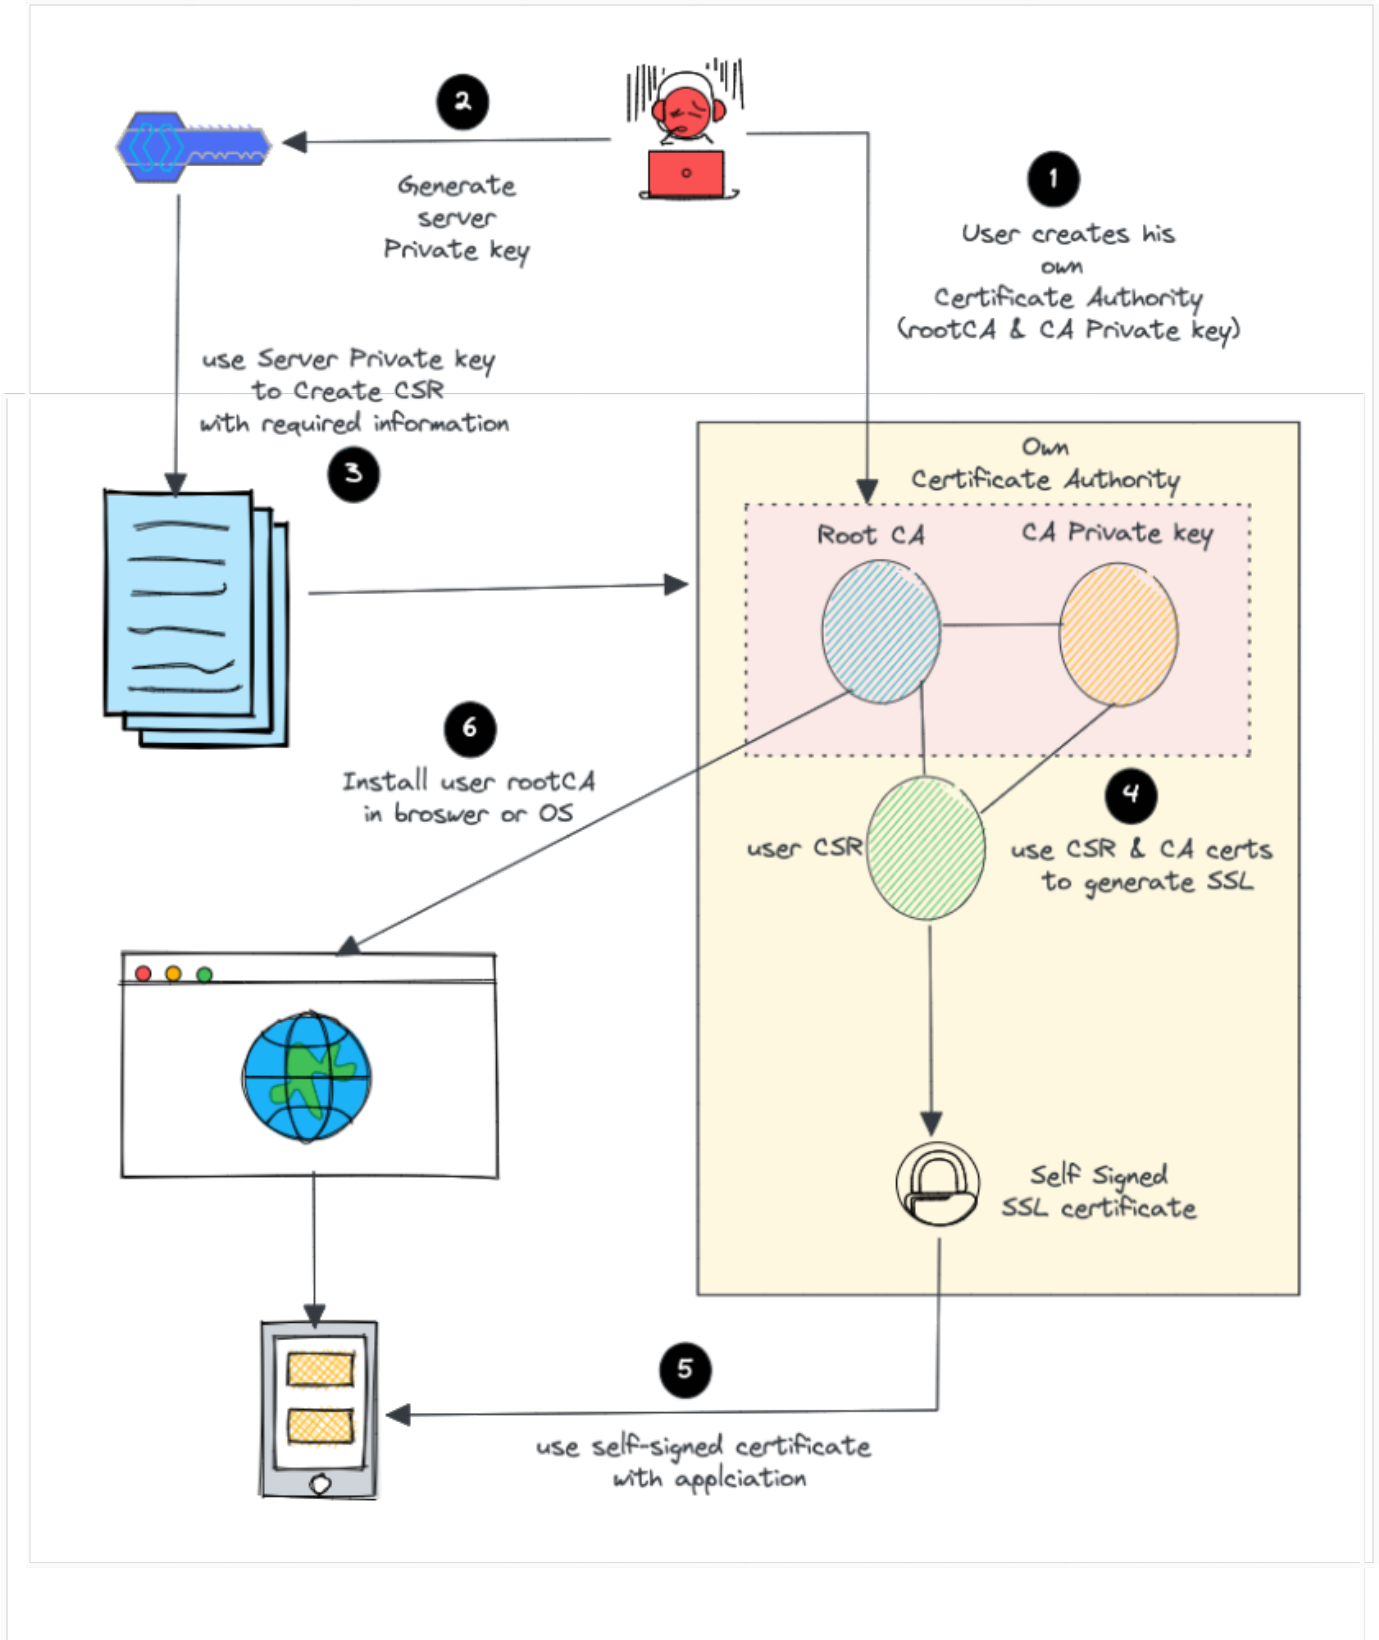 2
Generate
server
Private key
1
User creates his
own
Certificate Authority
(rootCA & CA Private key)
use Server Private key
to Create CSR
with required information
3
Own
Certificate Authority
Root CA
CA Private key
6
Install user rootCA
in broswer or OS
4
user CSR
use CSR & CA certs
to generate SSL
Self Signed
SSL certificate
5
use self-signed certificate
with applciation